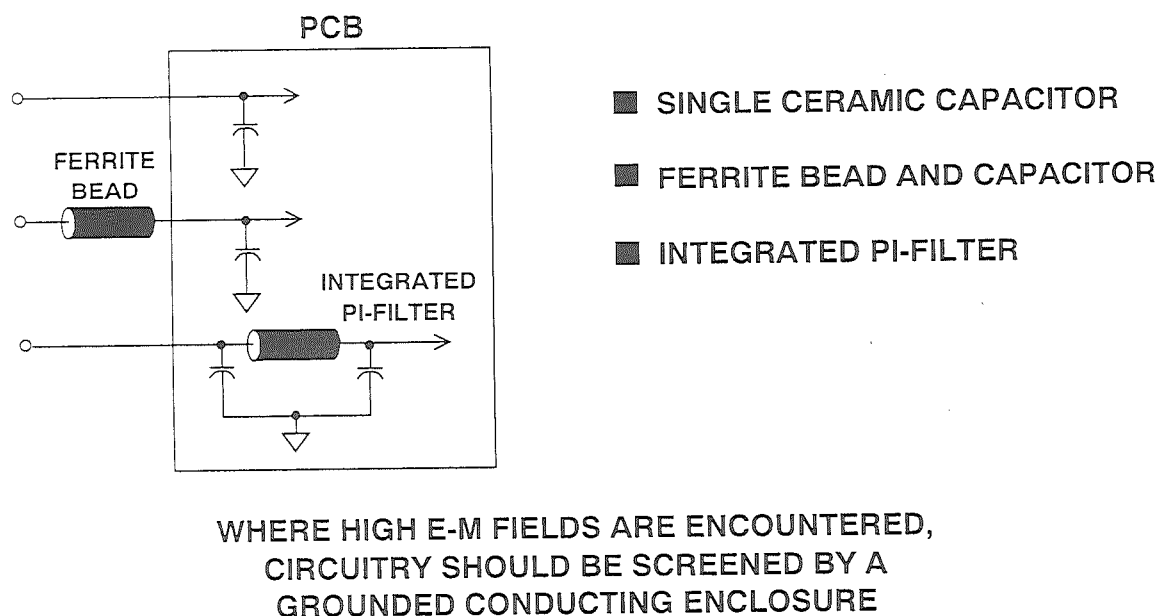 PCB
FERRITE
BEAD
INTEGRATED
PI-FILTER
SINGLE CERAMIC CAPACITOR
FERRITE BEAD AND CAPACITOR
INTEGRATED PI-FILTER
WHERE HIGH E-M FIELDS ARE ENCOUNTERED,
CIRCUITRY SHOULD BE SCREENED BY A
GROUNDED CONDUCTING ENCLOSURE